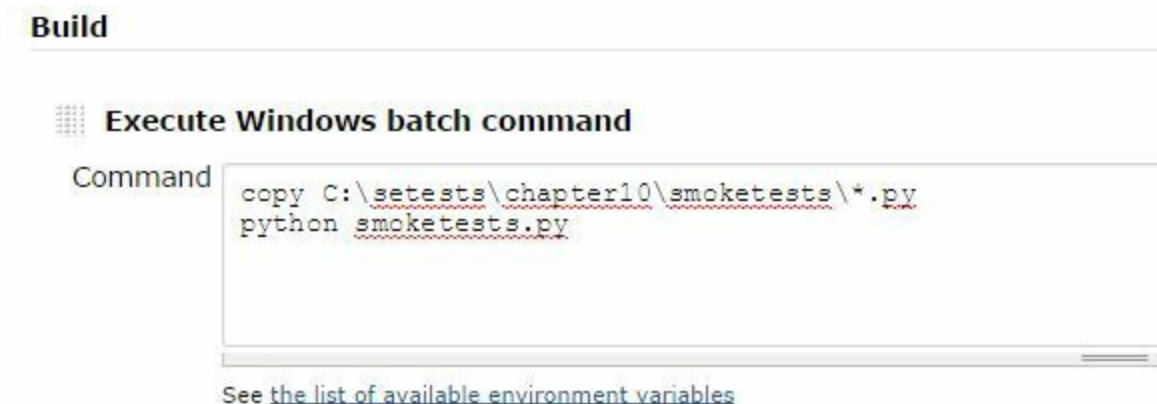 Build
Execute Windows batch command
Command
copy C:\setests\chapter10\smoketests\*.py
python smoketests.py
See the list of available environment variables